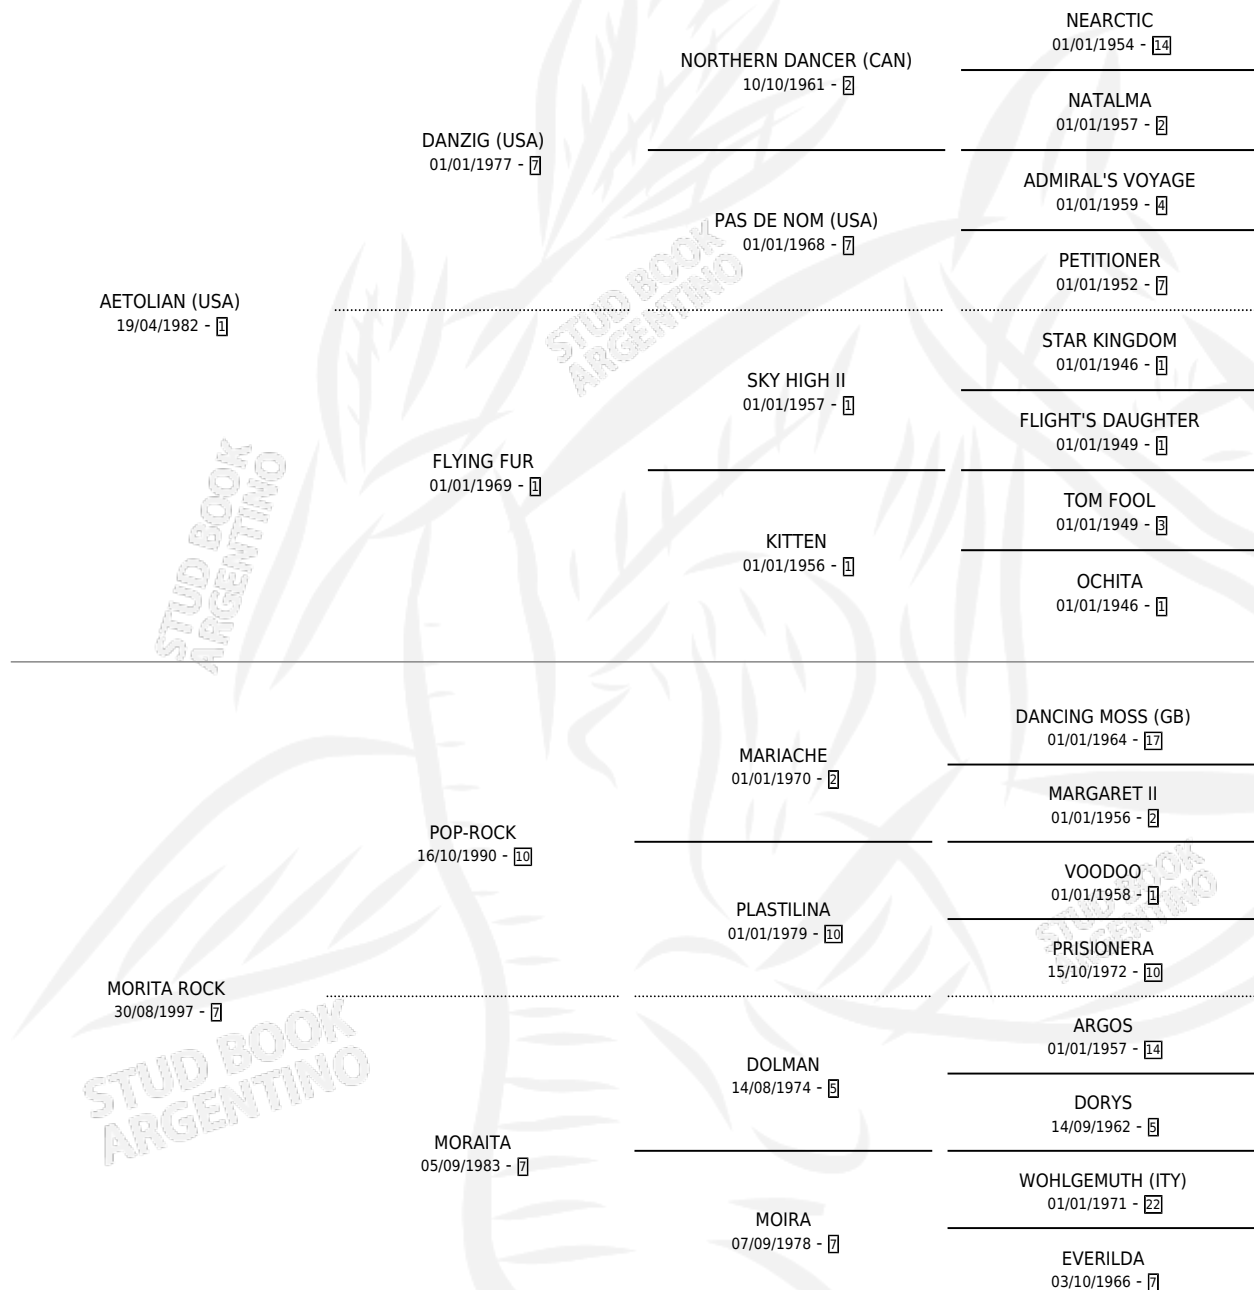 NEARCTIC
01/01/1954 - 14
NORTHERN DANCER (CAN)
10/10/1961 - 2
NATALMA
01/01/1957 - 2
DANZIG (USA)
01/01/1977 - 7
ADMIRAL'S VOYAGE
01/01/1959 - 4
PAS DE NOM (USA)
01/01/1968 - 7
PETITIONER
01/01/1952 - 7
AETOLIAN (USA)
19/04/1982 - 1
STAR KINGDOM
01/01/1946 - 1
SKY HIGH II
01/01/1957 - 1
FLIGHT'S DAUGHTER
01/01/1949 - 1
FLYING FUR
01/01/1969 - 1
TOM FOOL
01/01/1949 - 3
KITTEN
01/01/1956 - 1
OCHITA
01/01/1946 - 1
DANCING MOSS (GB)
01/01/1964 - 17
MARIACHE
01/01/1970 - 2
MARGARET II
01/01/1956 - 2
POP-ROCK
16/10/1990 - 10
VOODOO
01/01/1958 - 1
PLASTILINA
01/01/1979 - 10
PRISIONERA
15/10/1972 - 10
MORITA ROCK
30/08/1997 - 7
ARGOS
01/01/1957 - 14
DOLMAN
14/08/1974 - 5
DORYS
14/09/1962 - 5
MORAITA
05/09/1983 - 7
WOHLGEMUTH (ITY)
01/01/1971 - 22
MOIRA
07/09/1978 - 7
EVERILDA
03/10/1966 - 7
STUD BOOK
ARGENTINO
STUD BOOK
ARGENTINO
STUD BOOK
ARGENTINO
STUD BOOK
ARGENTINO